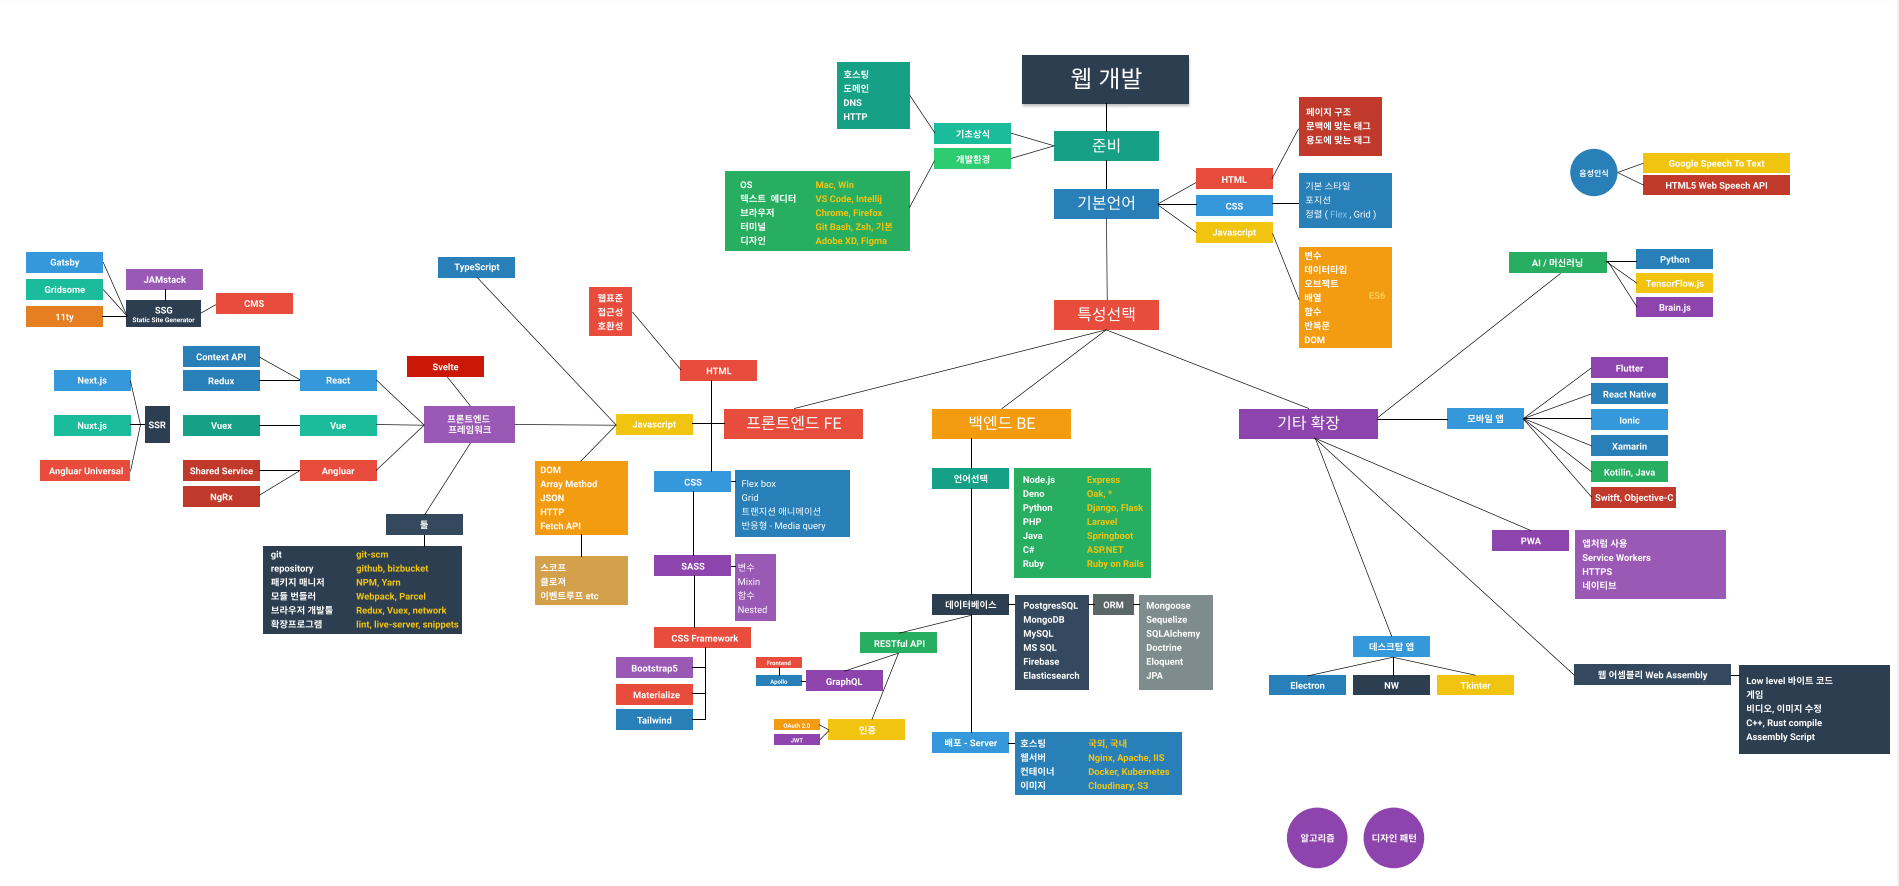 웹 개발
준비
기본언어
특성선택
호스팅
도메인
DNS
HTTP
기초상식
개발환경
OS Mac, Win
텍스트 에디터 VS Code, Intellij
브라우저 Chrome, Firefox
터미널 Git Bash, Zsh, 기본
디자인 Adobe XD, Figma
HTML
CSS
Javascript
페이지 구조
문맥에 맞는 태그
용도에 맞는 태그
기본 스타일
포지션
정렬 ( Flex , Grid )
변수
데이터타입
오브젝트
배열 ES6
함수
반복문
DOM
음성인식
Google Speech To Text
HTML5 Web Speech API
AI / 머신러닝
Python
TensorFlow.js
Brain.js
Gatsby
Gridsome
11ty
JAMstack
SSG
Static Site Generator
CMS
TypeScript
웹표준
접근성
호환성
HTML
Svelte
Context API
Redux
React
Next.js
Nuxt.js
Angluar Universal
SSR
Vuex
Vue
Shared Service
NgRx
Angluar
프론트엔드
프레임워크
Javascript
프론트엔드 FE
백엔드 BE
기타 확장
툴
git git-scm
repository github, bizbucket
패키지 매니저 NPM, Yarn
모듈 번들러 Webpack, Parcel
브라우저 개발툴 Redux, Vuex, network
확장프로그램 lint, live-server, snippets
DOM
Array Method
JSON
HTTP
Fetch API
스코프
클로져
이벤트루프 etc
CSS
Flex box
Grid
트랜지션 애니메이션
반응형 - Media query
SASS
변수
Mixin
함수
Nested
CSS Framework
Bootstrap5
Materialize
Tailwind
언어선택
Node.js Express
Deno Oak, *
Python Django, Flask
PHP Laravel
Java Springboot
C# ASP.NET
Ruby Ruby on Rails
데이터베이스
PostgresSQL
MongoDB
MySQL
MS SQL
Firebase
Elasticsearch
ORM
Mongoose
Sequelize
SQLAlchemy
Doctrine
Eloquent
JPA
RESTful API
Frontend
Apollo
GraphQL
OAuth 2.0
JWT
인증
배포 - Server
호스팅 국외, 국내
웹서버 Nginx, Apache, IIS
컨테이너 Docker, Kubernetes
이미지 Cloudinary, S3
모바일 앱
Flutter
React Native
Ionic
Xamarin
Kotilin, Java
Switft, Objective-C
PWA
앱처럼 사용
Service Workers
HTTPS
네이티브
데스크탑 앱
Electron
NW
Tkinter
웹 어셈블리 Web Assembly
Low level 바이트 코드
게임
비디오, 이미지 수정
C++, Rust compile
Assembly Script
알고리즘
디자인 패턴